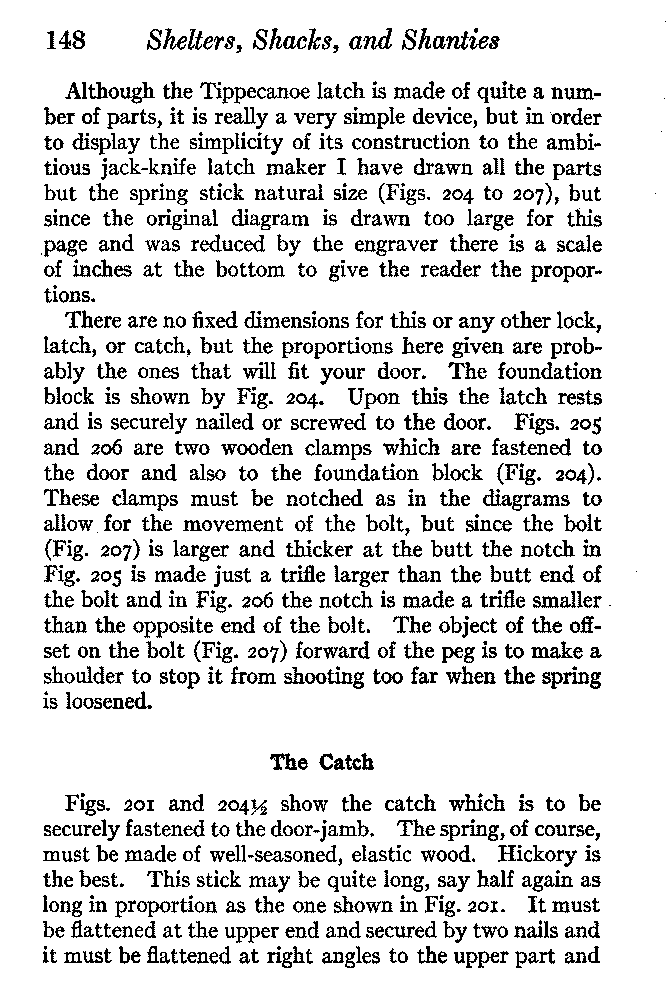 148 Shelters, Shacks, and Shanties
Although the Tippecanoe latch is made of quite a num-
ber of parts, it is really a very simple device, but in order
to display the simplicity of its construction to the ambi-
tious jack-knife latch maker I have drawn all the parts
but the spring stick natural size (Figs. 204 to 207), but
since the original diagram is drawn too large for this
page and was reduced by the engraver there is a scale
of inches at the bottom to give the reader the propor-
tions.
There are no fixed dimensions for this or any other lock,
latch, or catch, but the proportions here given are prob-
ably the ones that will fit your door. The foundation
block is shown by Fig. 204. Upon this the latch rests
and is securely nailed or screwed to the door. Figs. 205
and 206 are two wooden clamps which are fastened to
the door and also to the foundation block (Fig. 204).
These clamps must be notched as in the diagrams to
allow for the movement of the bolt, but since the bolt
(Fig. 207) is larger and thicker at the butt the notch in
Fig. 205 is made just a trifle larger than the butt end of
the bolt and in Fig. 206 the notch is made a trifle smaller
than the opposite end of the bolt. The object of the off-
set on the bolt (Fig. 207) forward of the peg is to make a
shoulder to stop it from shooting too far when the spring
is loosened.
The Catch
Figs. 201 and 204½ show the catch which is to be
securely fastened to the door-jamb. The spring, of course,
must be made of well-seasoned, elastic wood. Hickory is
the best. This stick may be quite long, say half again as
long in proportion as the one shown in Fig. 201. It must
be flattened at the upper end and secured by two nails and
it must be flattened at right angles to the upper part and